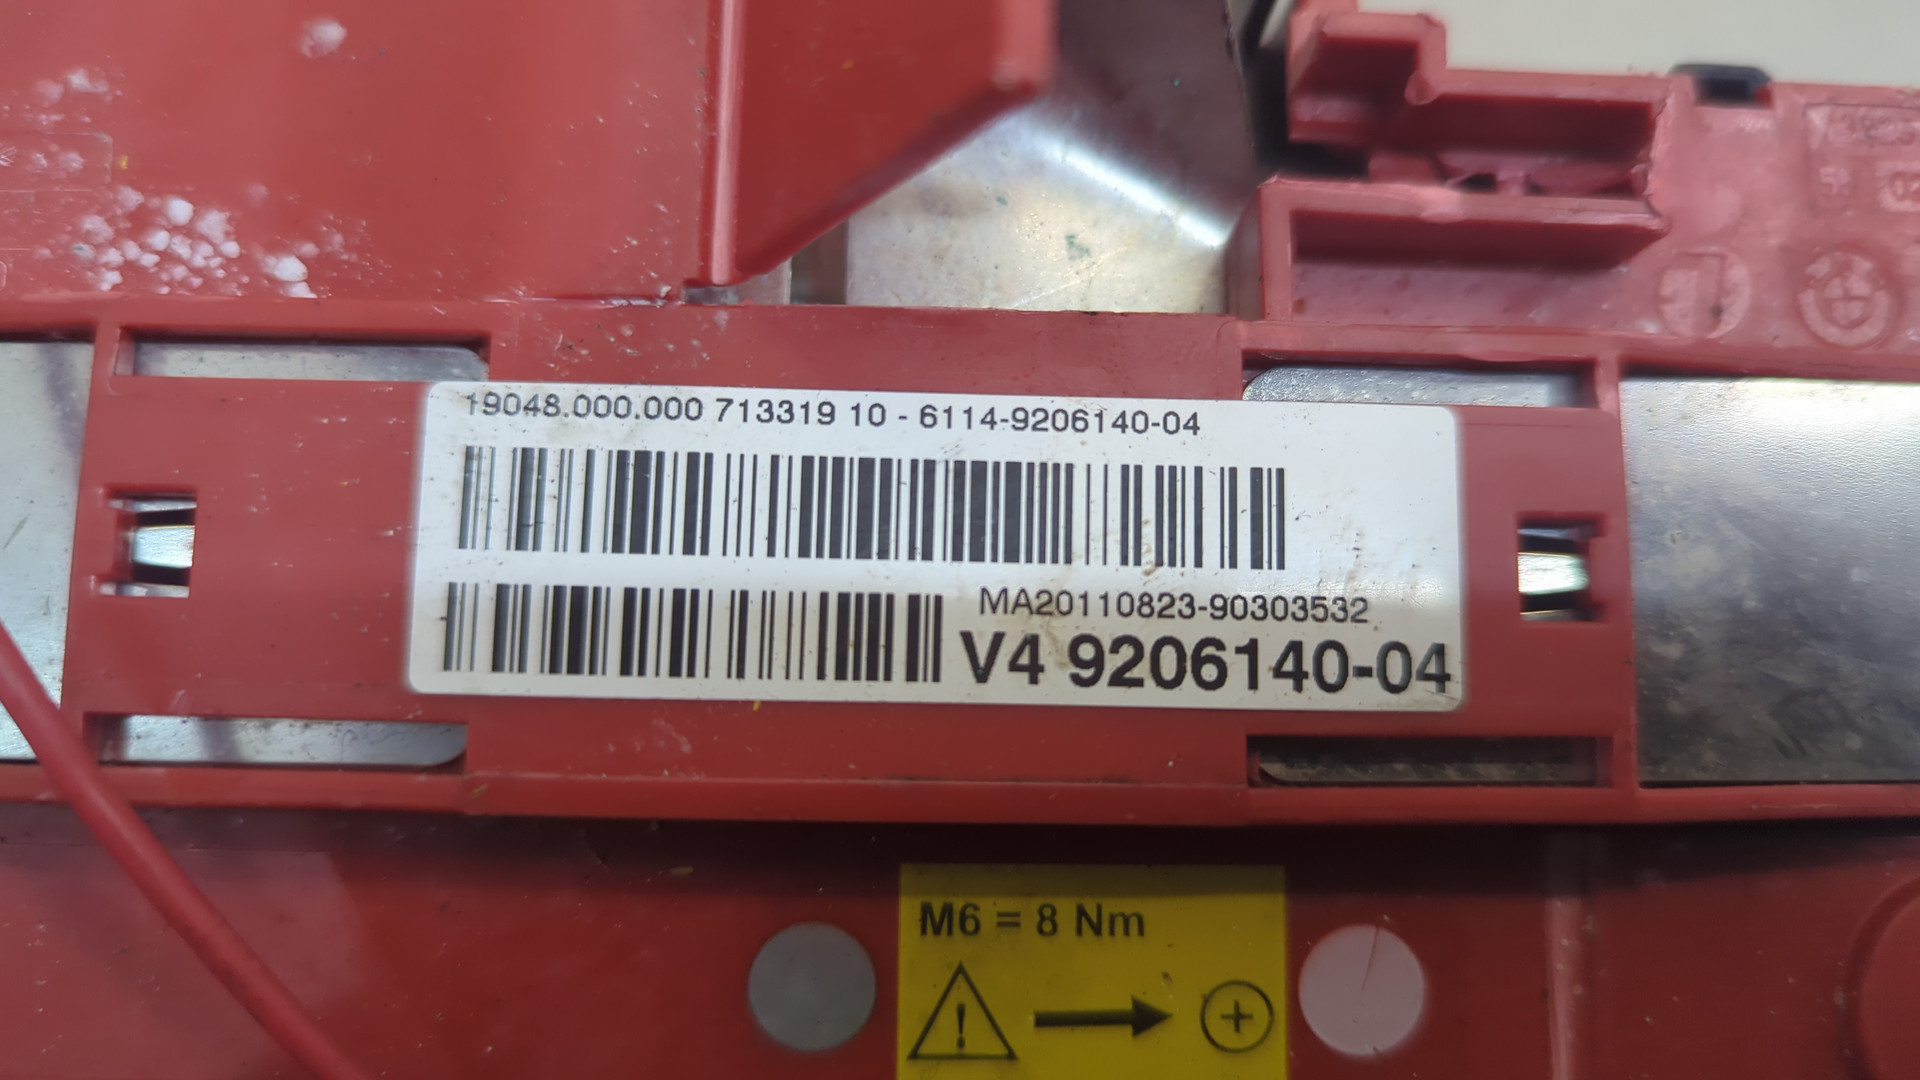 19048.000.000 713319 10 - 6114-9206140-04
MA20110823-90303532
V4 9206140-04
M6 = 8 Nm